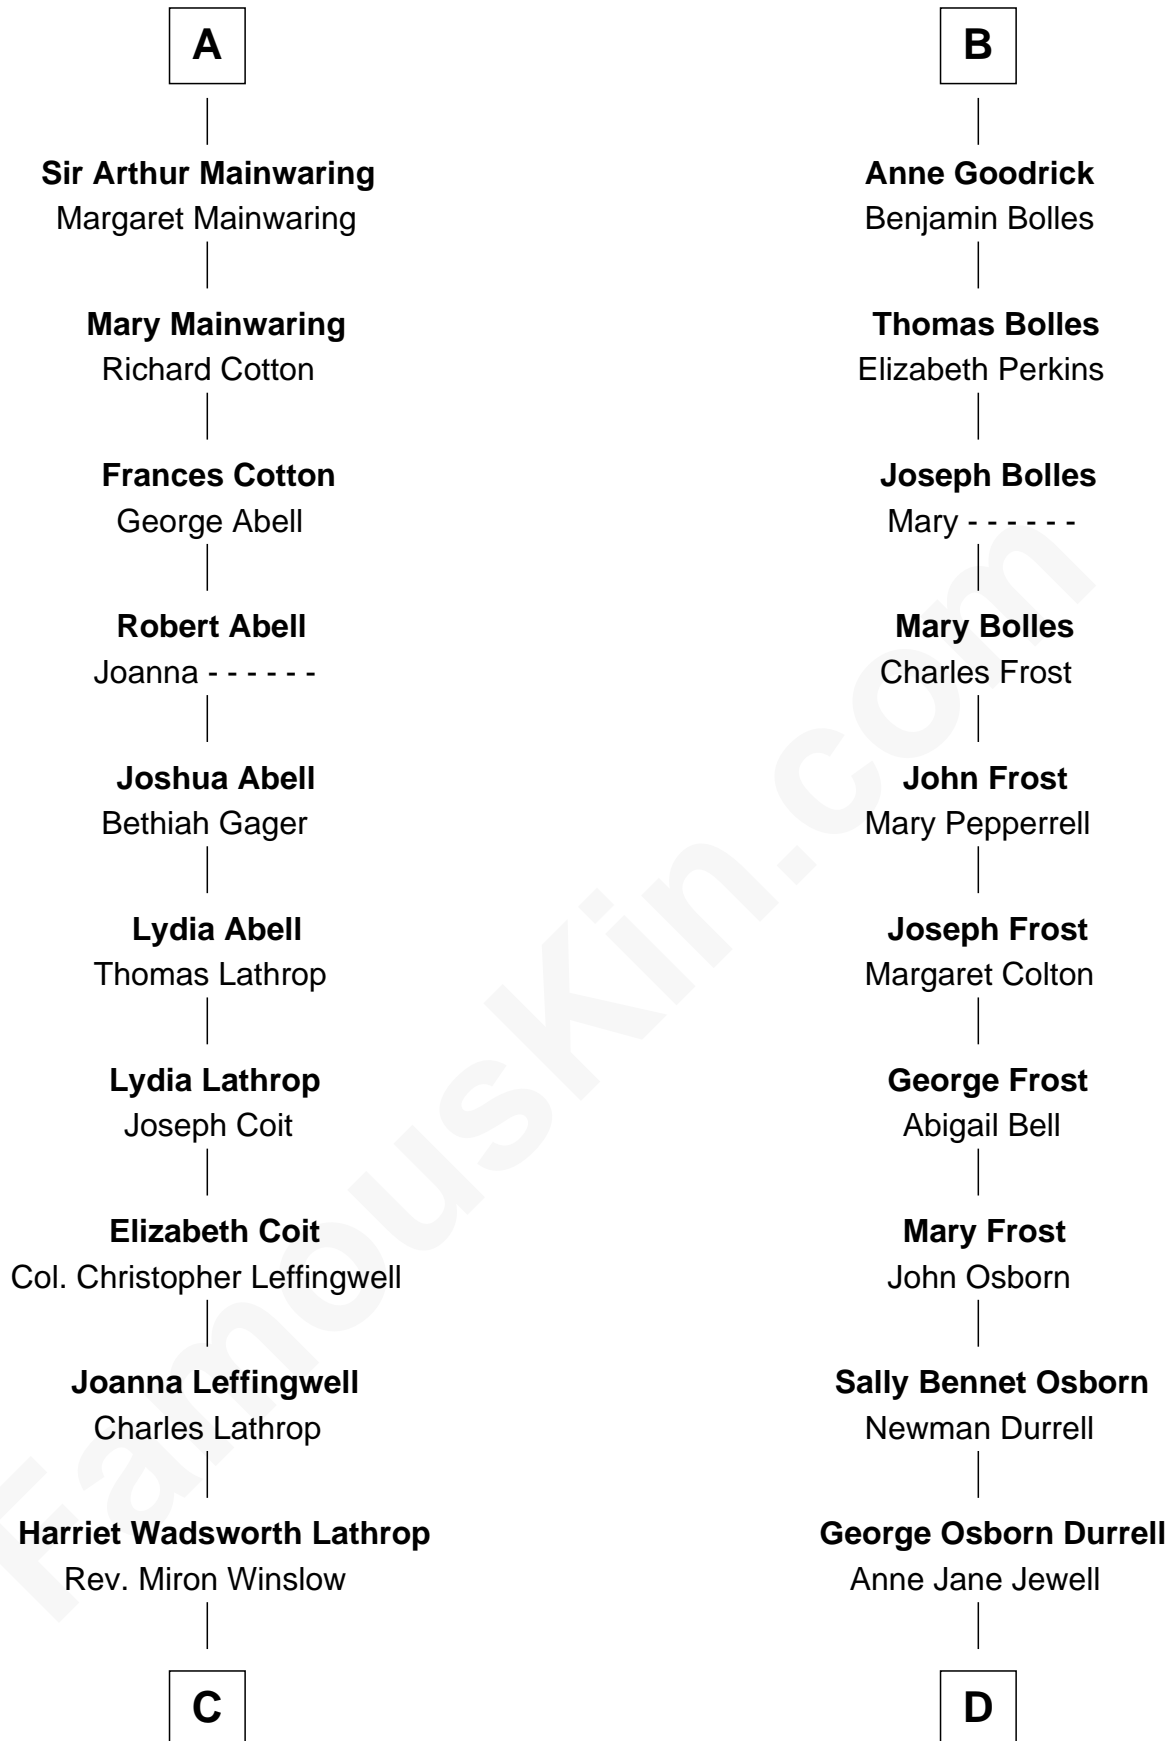 A
Sir Arthur Mainwaring
Margaret Mainwaring
Mary Mainwaring
Richard Cotton
Frances Cotton
George Abell
Robert Abell
Joanna - - - - - -
Joshua Abell
Bethiah Gager
Lydia Abell
Thomas Lathrop
Lydia Lathrop
Joseph Coit
Elizabeth Coit
Col. Christopher Leffingwell
Joanna Leffingwell
Charles Lathrop
Harriet Wadsworth Lathrop
Rev. Miron Winslow
C
B
Anne Goodrick
Benjamin Bolles
Thomas Bolles
Elizabeth Perkins
Joseph Bolles
Mary - - - - - -
Mary Bolles
Charles Frost
John Frost
Mary Pepperrell
Joseph Frost
Margaret Colton
George Frost
Abigail Bell
Mary Frost
John Osborn
Sally Bennet Osborn
Newman Durrell
George Osborn Durrell
Anne Jane Jewell
D
FamousKin.com